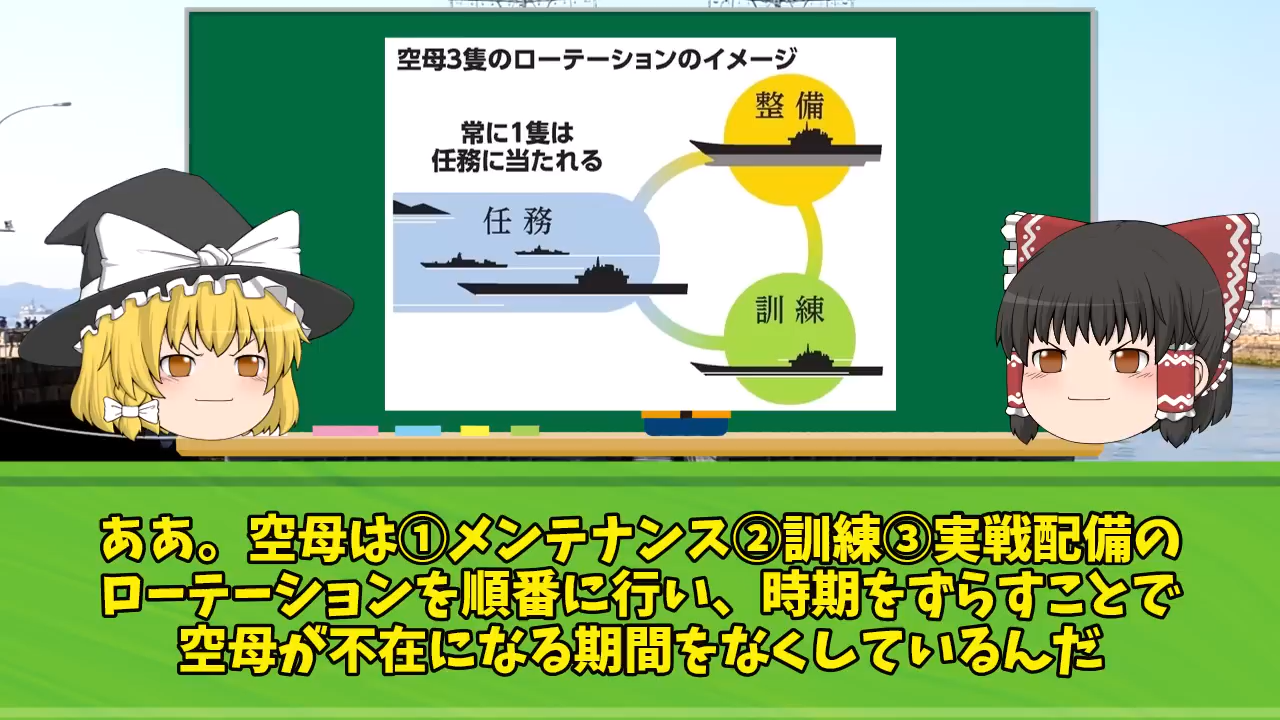 空母3隻のローテーションのイメージ
常に1隻は
任務に当たれる
整備
任務
訓練
ああ。空母は①メンテナンス②訓練③実戦配備の
ローテーションを順番に行い、時期をずらすことで
空母が不在になる期間をなくしているんだ